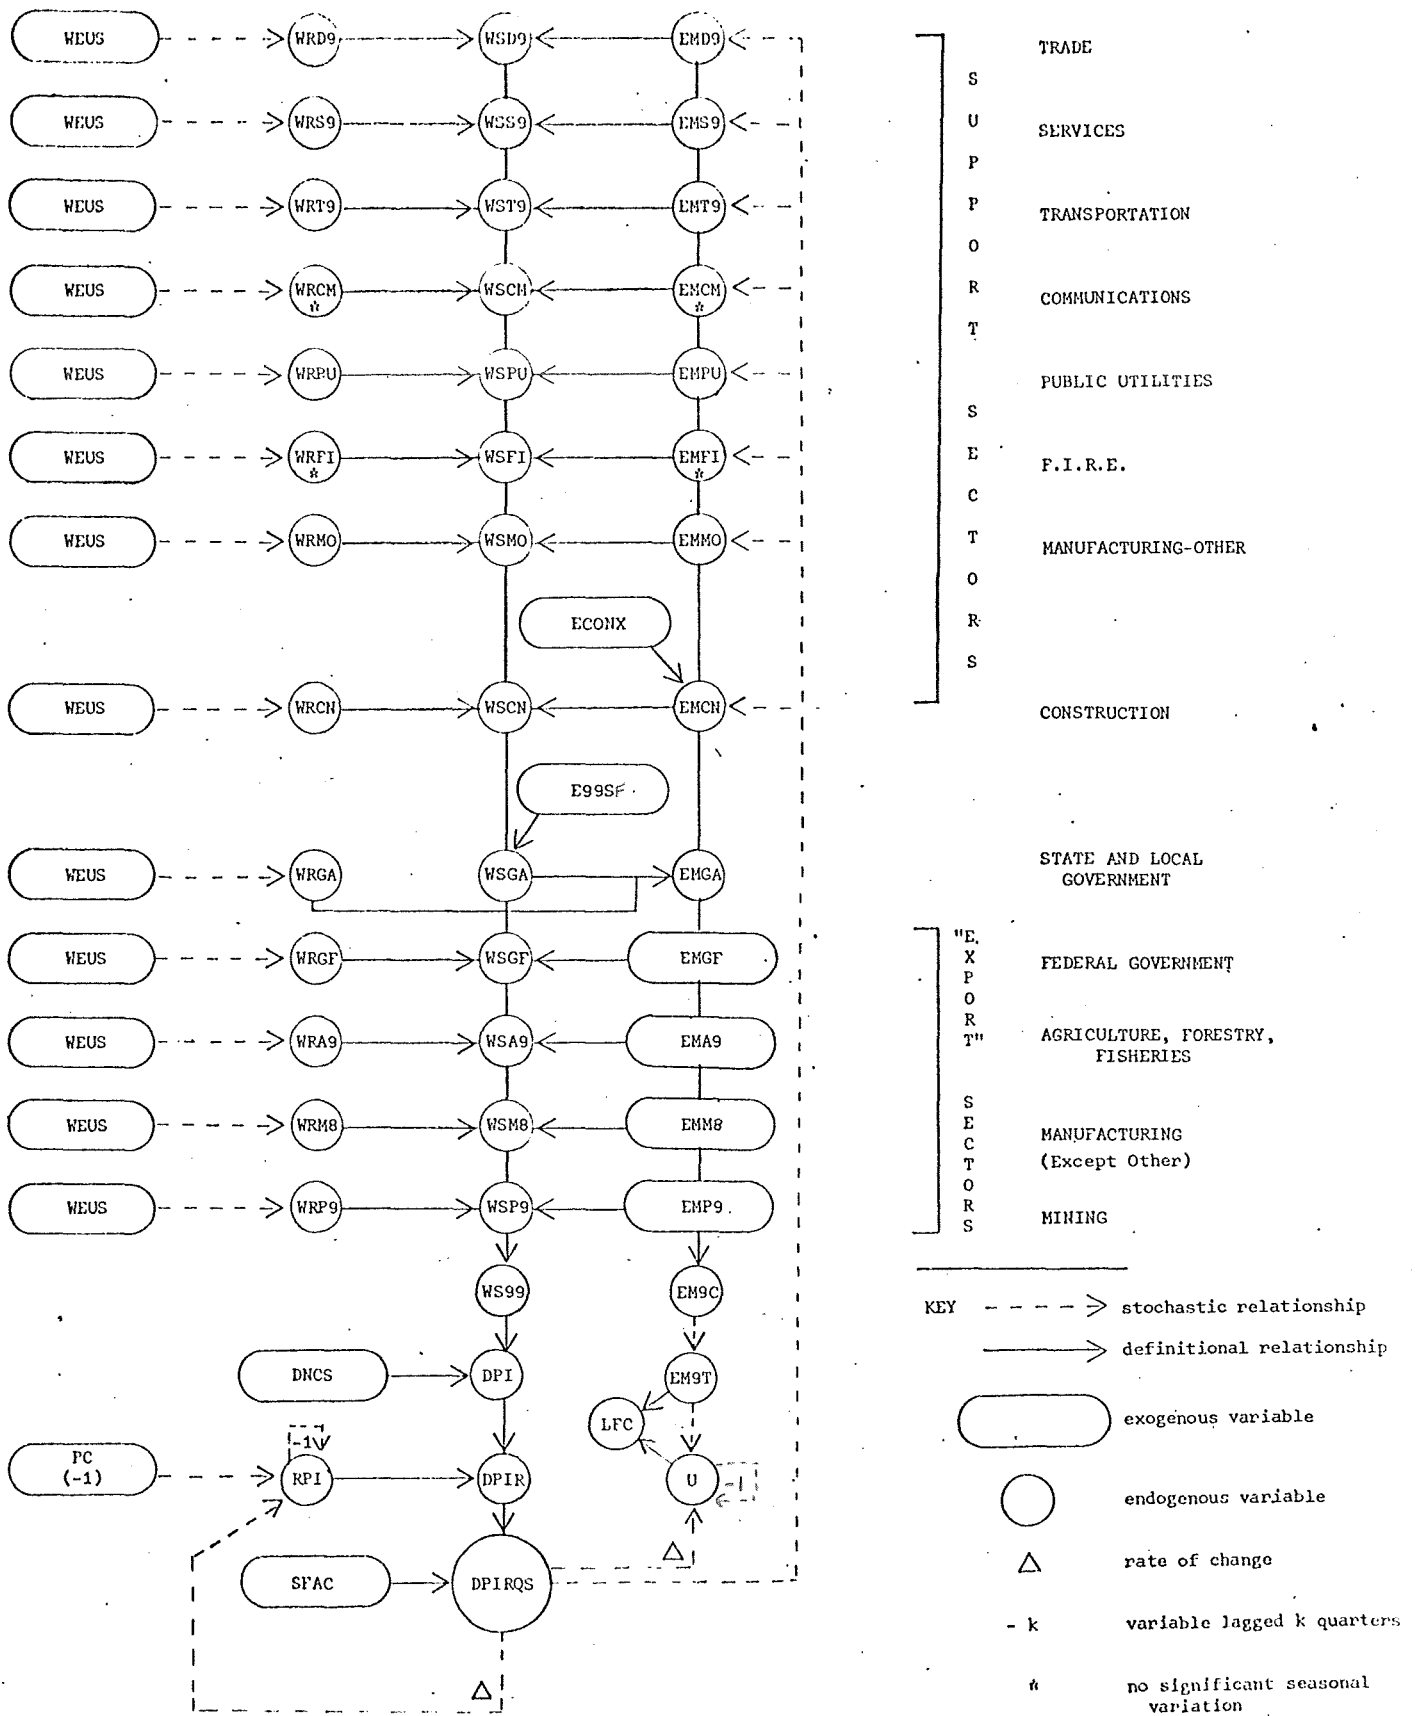 WEUS WRD9 WSD9 EMD9 TRADE
WEUS WRS9 WSS9 EMS9 SERVICES
WEUS WRT9 WST9 EMT9 TRANSPORTATION
WEUS WRCM * WSCM EMCM * COMMUNICATIONS
WEUS WRPU WSPU EMPU PUBLIC UTILITIES
WEUS WRFI * WSFI EMFI * F.I.R.E.
WEUS WRMO WSMO EMMO MANUFACTURING-OTHER
ECONX
WEUS WRCN WSCN EMCN CONSTRUCTION
SUPPORT SECTORS
E99SF
WEUS WRGA WSGA EMGA STATE AND LOCAL
GOVERNMENT
WEUS WRGF WSGF EMGF FEDERAL GOVERNMENT
WEUS WRA9 WSA9 EMA9 AGRICULTURE, FORESTRY,
FISHERIES
WEUS WRM8 WSM8 EMM8 MANUFACTURING
(Except Other)
WEUS WRP9 WSP9 EMP9 MINING
"EXPORT" SECTORS
WS99 EM9C
DNCS DPI EM9T
LFC
PC
(-1)
-1
RPI DPIR U -1
Δ
SFAC DPIRQS
Δ
KEY stochastic relationship
definitional relationship
exogenous variable
endogenous variable
Δ rate of change
- k variable lagged k quarters
* no significant seasonal
variation